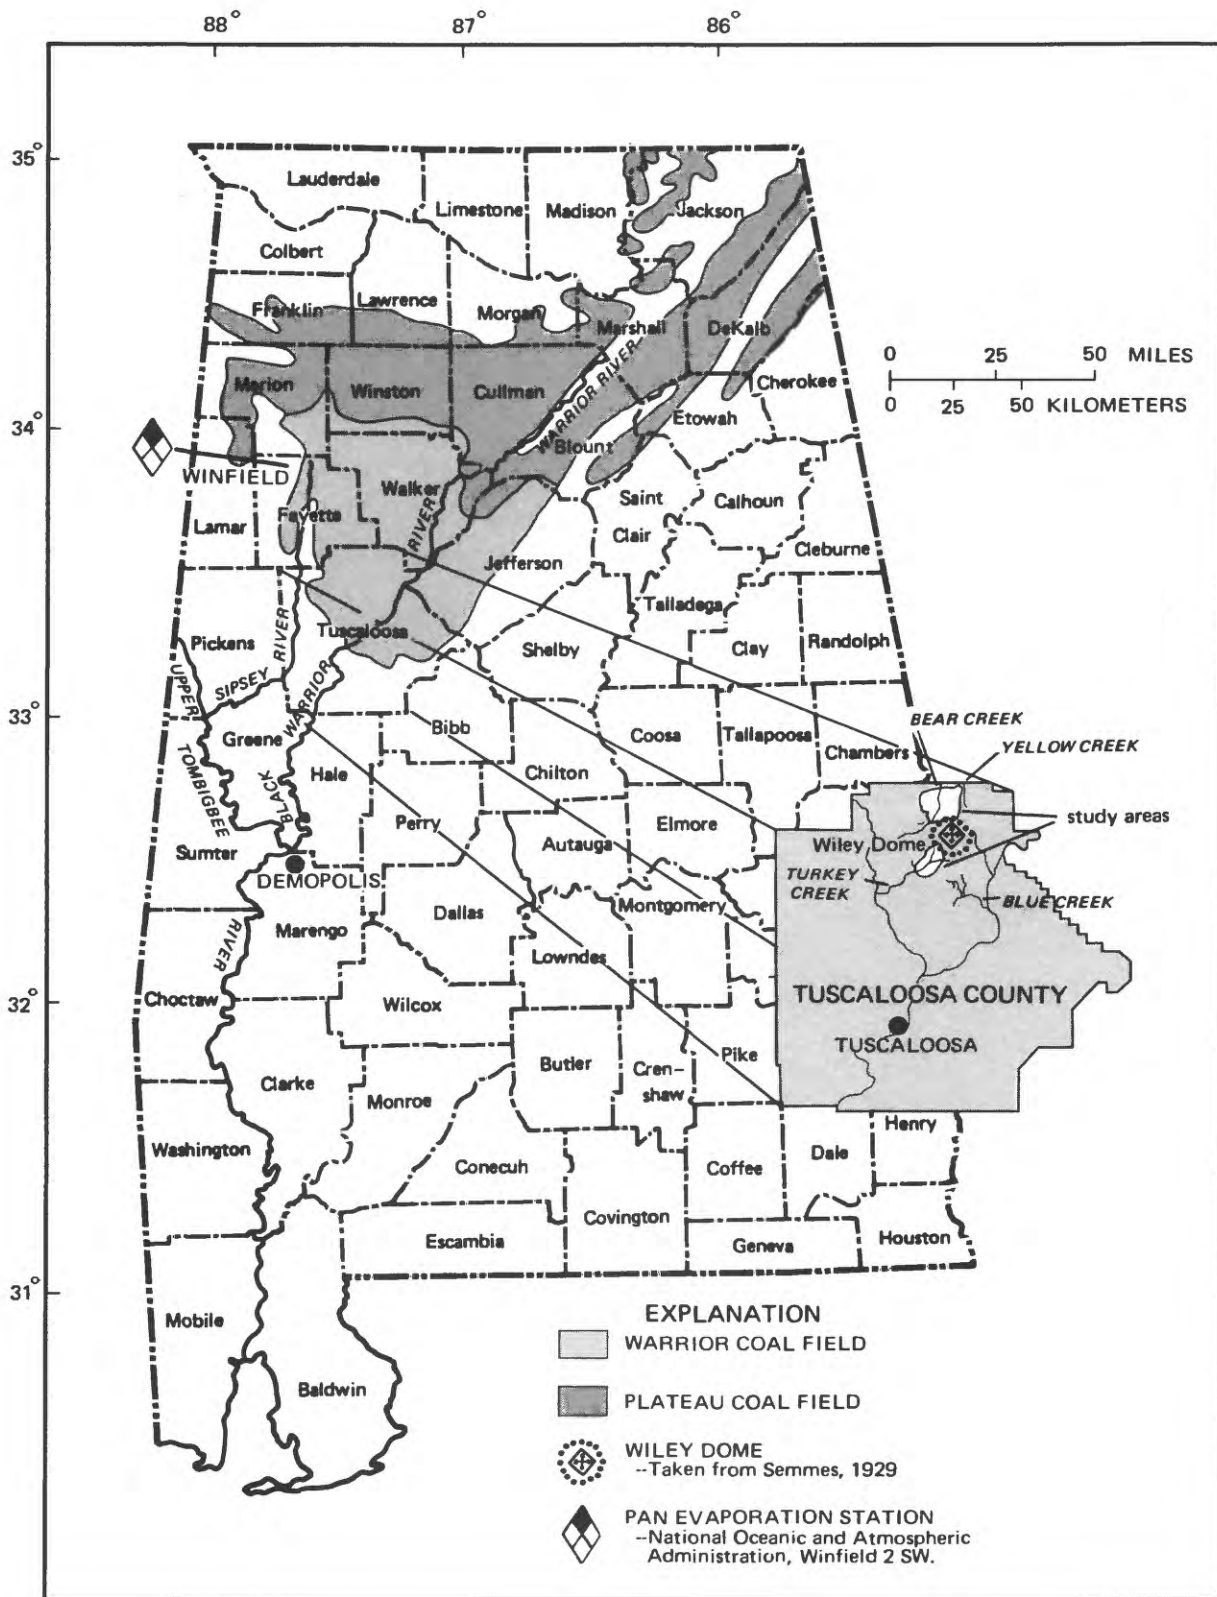 88° 87° 86°
35°
34°
33°
32°
31°
Lauderdale
Limestone
Madison
Jackson
Colbert
Franklin
Lawrence
Morgan
Marshall
DeKalb
0 25 50 MILES
0 25 50 KILOMETERS
Marion
Winston
Cullman
WARRIOR RIVER
Cherokee
Etowah
Blount
WINFIELD
Walker
Saint
Clair
Calhoun
Lamar
Fayette
RIVER
Jefferson
Cleburne
Talladega
Pickens
RIVER
SIPSEY
Tuscaloosa
Shelby
Clay
Randolph
UPPER
TOMBIGBEE
RIVER
Greene
BLACK
WARRIOR
Bibb
Coosa
Tallapoosa
Chambers
BEAR CREEK
YELLOW CREEK
Hale
Chilton
Perry
Autauga
Elmore
Wiley Dome
study areas
Sumter
DEMOPOLIS
TURKEY
CREEK
BLUE CREEK
Dallas
Montgomery
Marengo
Lowndes
Choctaw
Wilcox
TUSCALOOSA COUNTY
TUSCALOOSA
Butler
Cren-
shaw
Pike
Clarke
Monroe
Washington
Conecuh
Coffee
Dale
Henry
Covington
Escambia
Geneva
Houston
Mobile
Baldwin
EXPLANATION
WARRIOR COAL FIELD
PLATEAU COAL FIELD
WILEY DOME
--Taken from Semmes, 1929
PAN EVAPORATION STATION
--National Oceanic and Atmospheric
Administration, Winfield 2 SW.